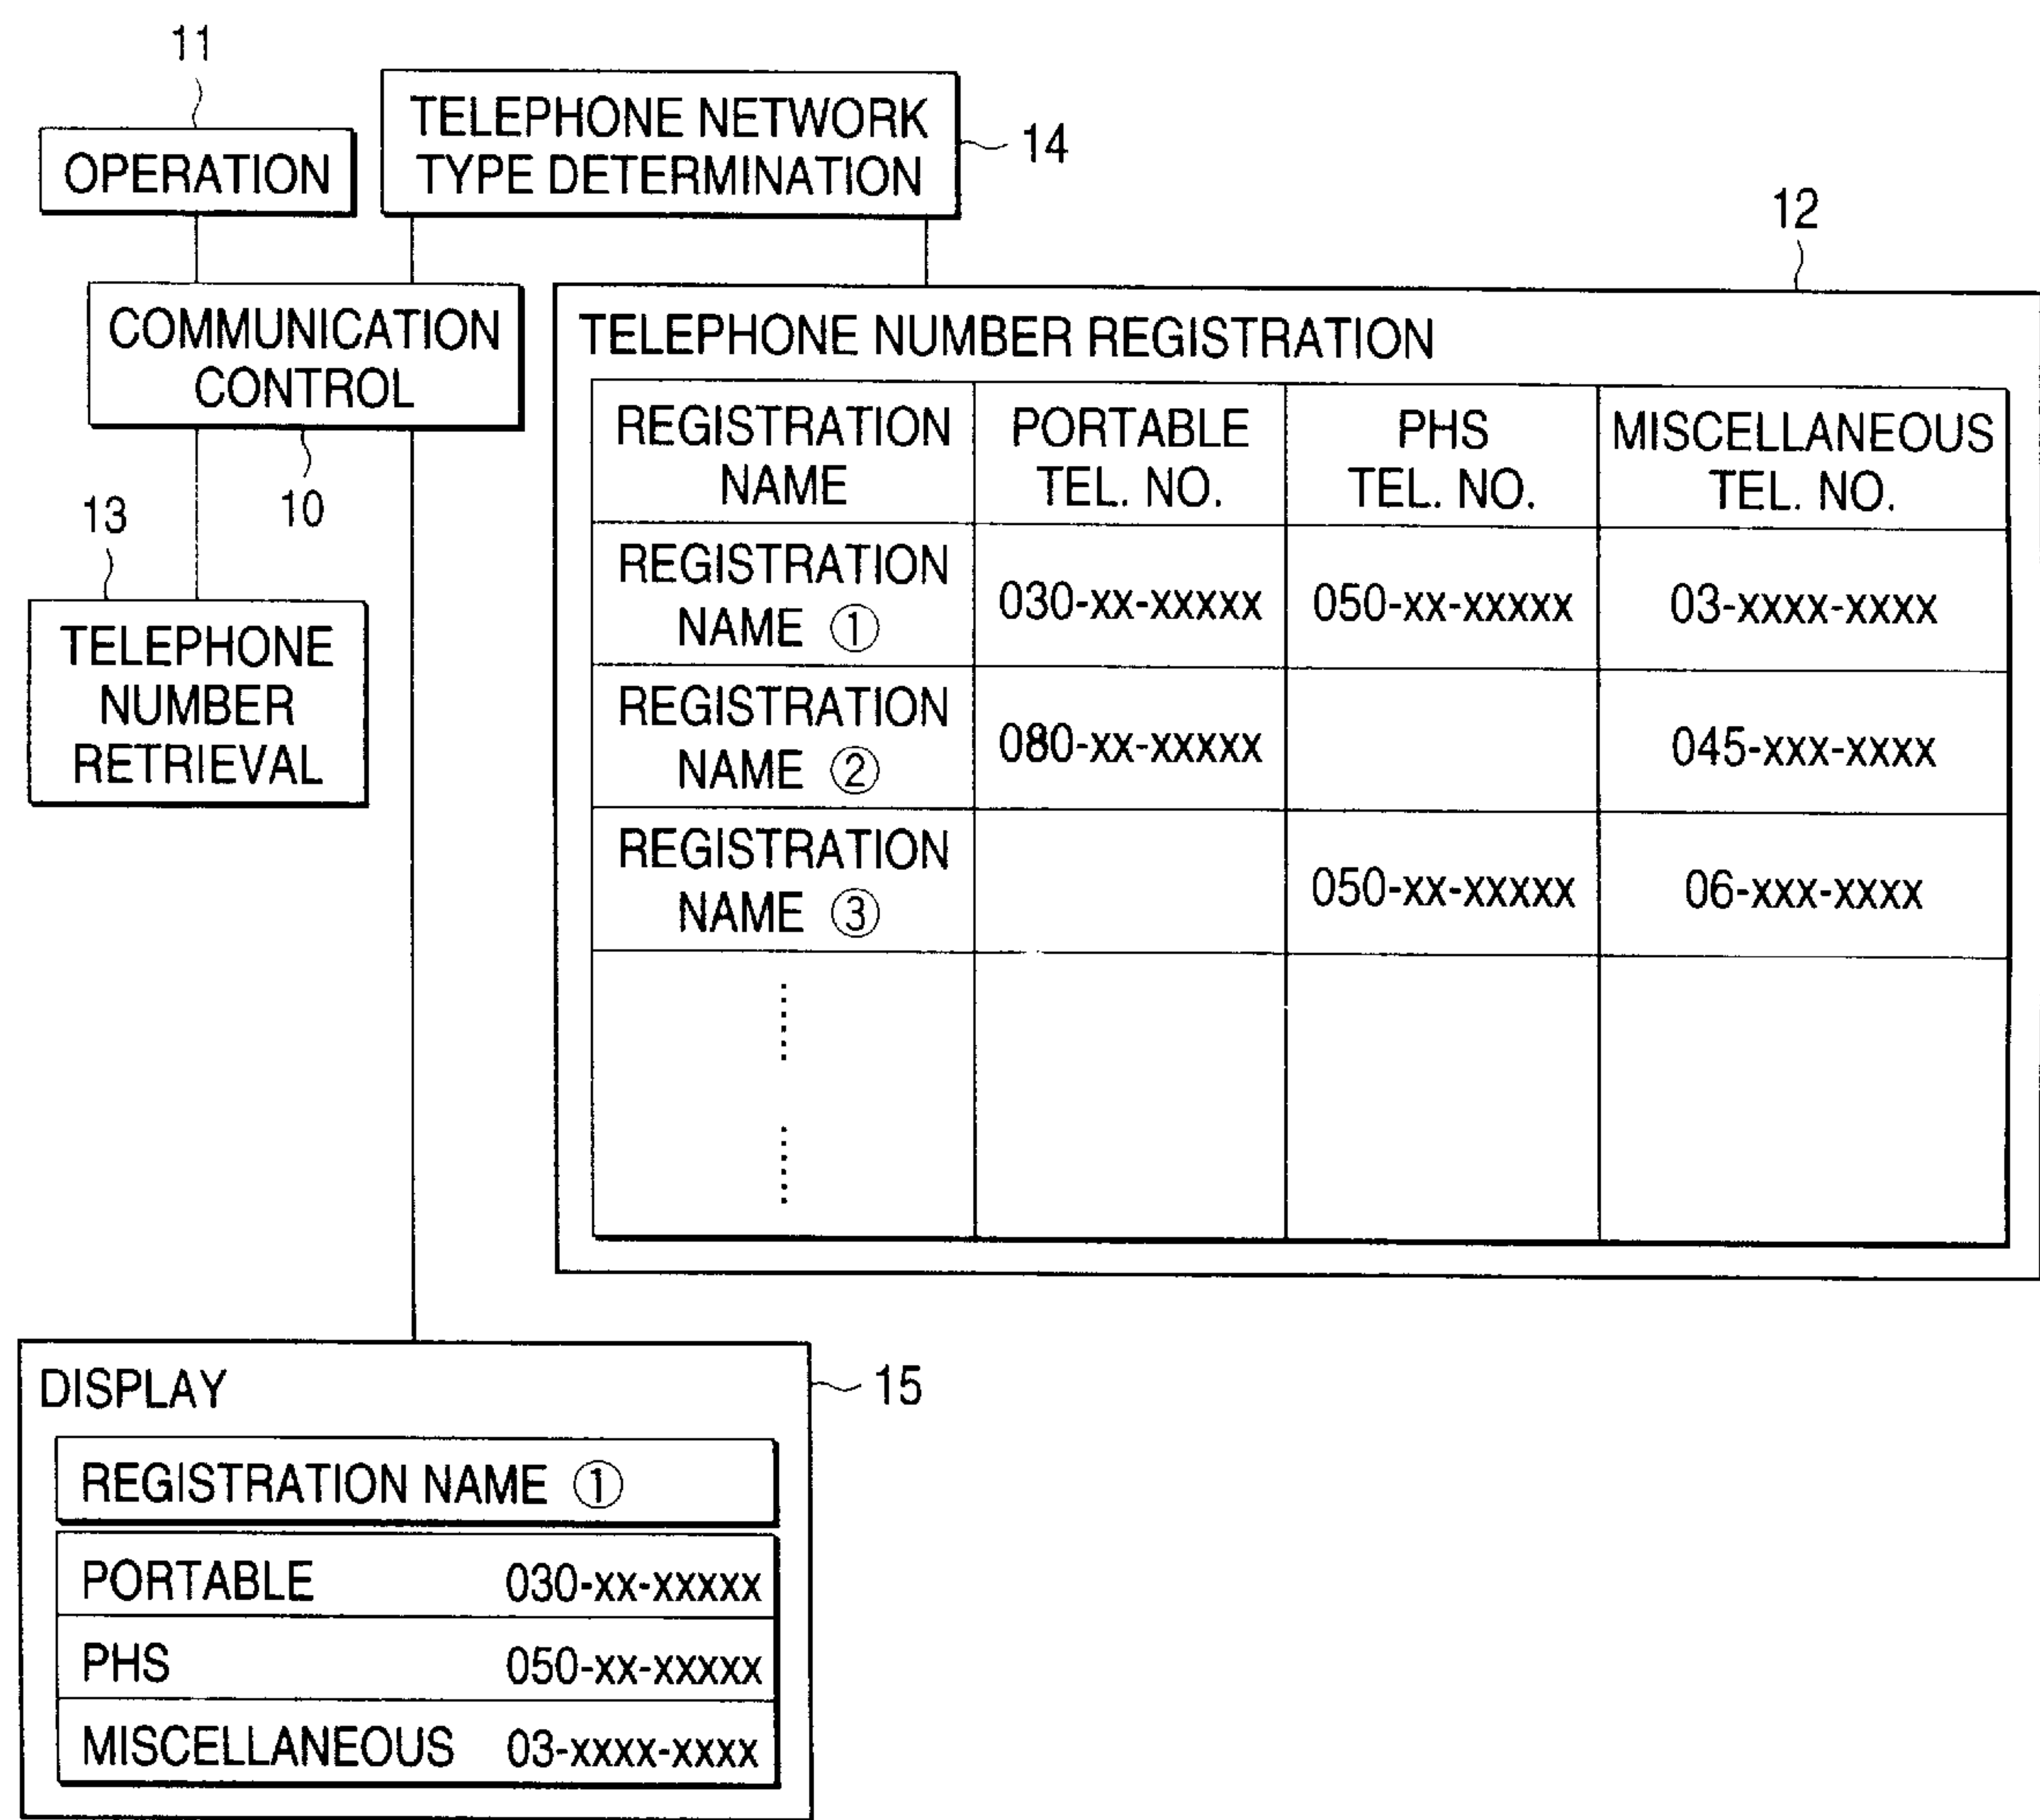 11
OPERATION
TELEPHONE NETWORK
TYPE DETERMINATION
14
COMMUNICATION
CONTROL
10
13
TELEPHONE
NUMBER
RETRIEVAL
12
TELEPHONE NUMBER REGISTRATION
REGISTRATION NAME PORTABLE TEL. NO. PHS TEL. NO. MISCELLANEOUS TEL. NO.
REGISTRATION NAME ① 030-xx-xxxxx 050-xx-xxxxx 03-xxxx-xxxx
REGISTRATION NAME ② 080-xx-xxxxx 045-xxx-xxxx
REGISTRATION NAME ③ 050-xx-xxxxx 06-xxx-xxxx
DISPLAY
15
REGISTRATION NAME ①
PORTABLE 030-xx-xxxxx
PHS 050-xx-xxxxx
MISCELLANEOUS 03-xxxx-xxxx